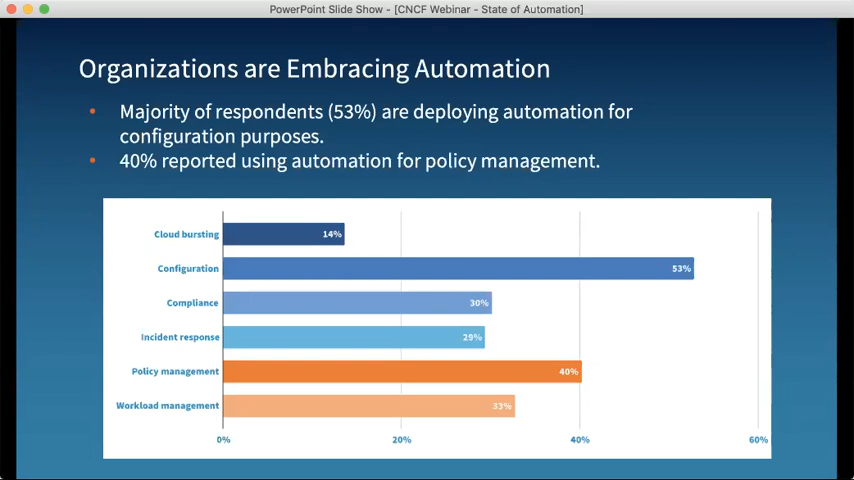 PowerPoint Slide Show - [CNCF Webinar - State of Automation]
Organizations are Embracing Automation
• Majority of respondents (53%) are deploying automation for
configuration purposes.
• 40% reported using automation for policy management.
Cloud bursting 14%
Configuration 53%
Compliance 30%
Incident response 29%
Policy management 40%
Workload management 33%
0% 20% 40% 60%